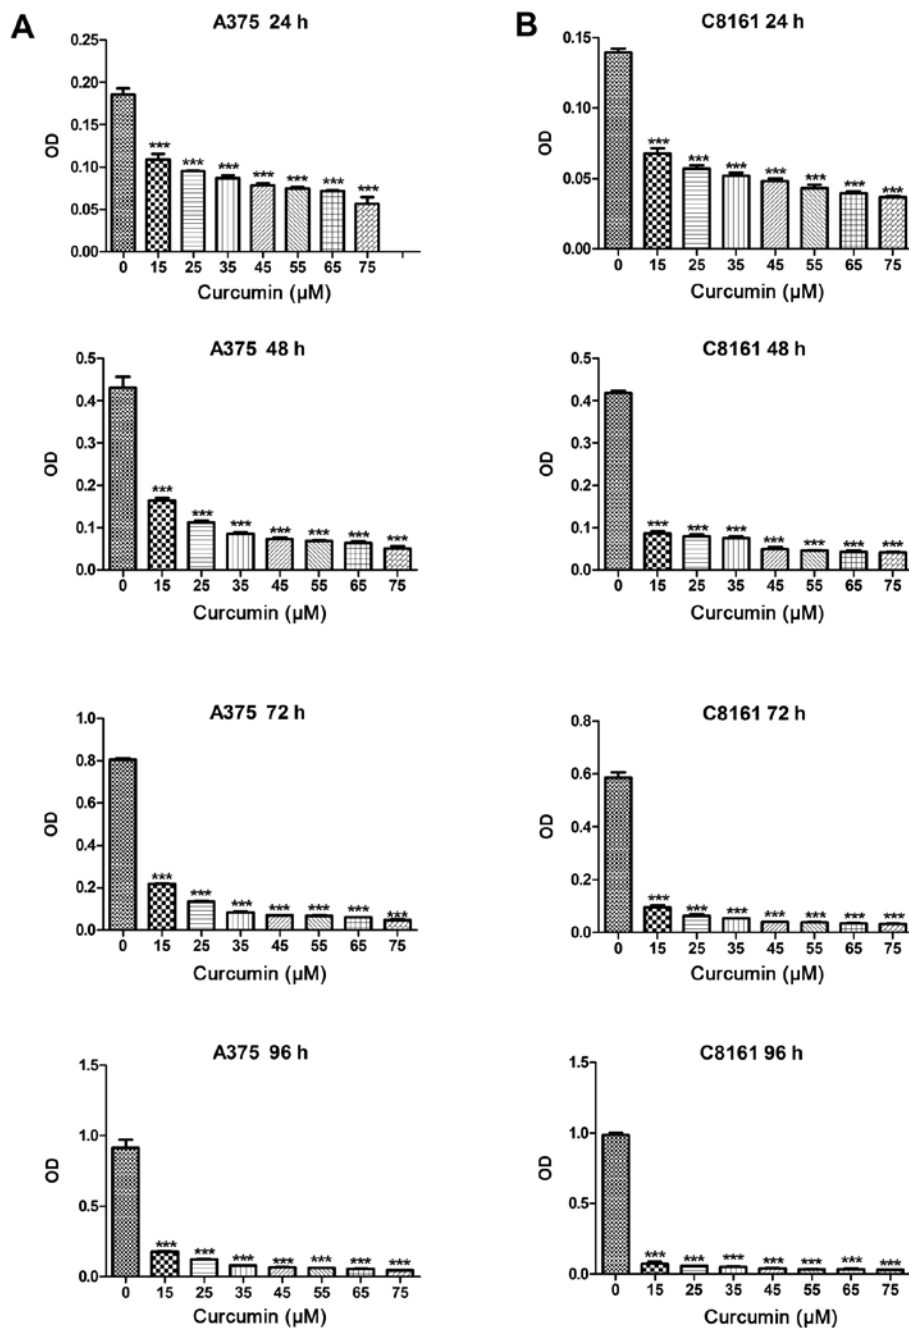 A
A375 24 h
OD
0.20
0.25
0.15
0.10
0.05
0.00
*** *** *** *** *** *** ***
0 15 25 35 45 55 65 75
Curcumin (µM)
B
C8161 24 h
OD
0.15
0.10
0.05
0.00
*** *** *** *** *** *** ***
0 15 25 35 45 55 65 75
Curcumin (µM)
A375 48 h
OD
0.5
0.4
0.3
0.2
0.1
0.0
*** *** *** *** *** *** ***
0 15 25 35 45 55 65 75
Curcumin (µM)
C8161 48 h
OD
0.5
0.4
0.3
0.2
0.1
0.0
*** *** *** *** *** *** ***
0 15 25 35 45 55 65 75
Curcumin (µM)
A375 72 h
OD
1.0
0.8
0.6
0.4
0.2
0.0
*** *** *** *** *** *** ***
0 15 25 35 45 55 65 75
Curcumin (µM)
C8161 72 h
OD
0.8
0.6
0.4
0.2
0.0
*** *** *** *** *** *** ***
0 15 25 35 45 55 65 75
Curcumin (µM)
A375 96 h
OD
1.5
1.0
0.5
0.0
*** *** *** *** *** *** ***
0 15 25 35 45 55 65 75
Curcumin (µM)
C8161 96 h
OD
1.5
1.0
0.5
0.0
*** *** *** *** *** *** ***
0 15 25 35 45 55 65 75
Curcumin (µM)